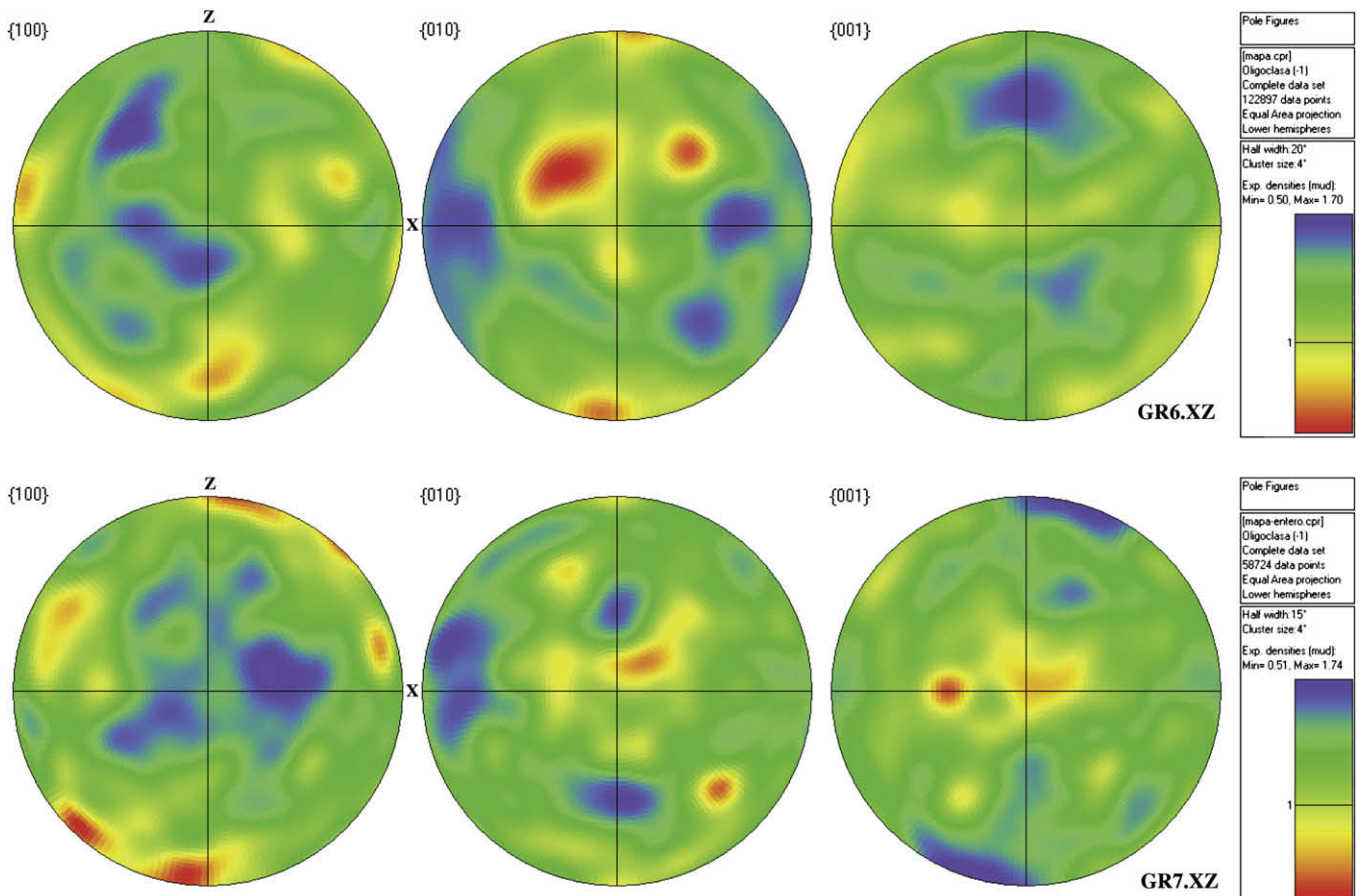 {100}
Z
{010}
{001}
X
GR6.XZ
Pole Figures
[mapa.cpr]
Oligoclasa (-1)
Complete data set
122897 data points
Equal Area projection
Lower hemispheres
Half width:20°
Cluster size:4°
Exp. densities (mud):
Min= 0.50, Max= 1.70
1
{100}
Z
{010}
{001}
X
GR7.XZ
Pole Figures
[mapa-entero.cpr]
Oligoclasa (-1)
Complete data set
58724 data points
Equal Area projection
Lower hemispheres
Half width:15°
Cluster size:4°
Exp. densities (mud):
Min= 0.51, Max= 1.74
1